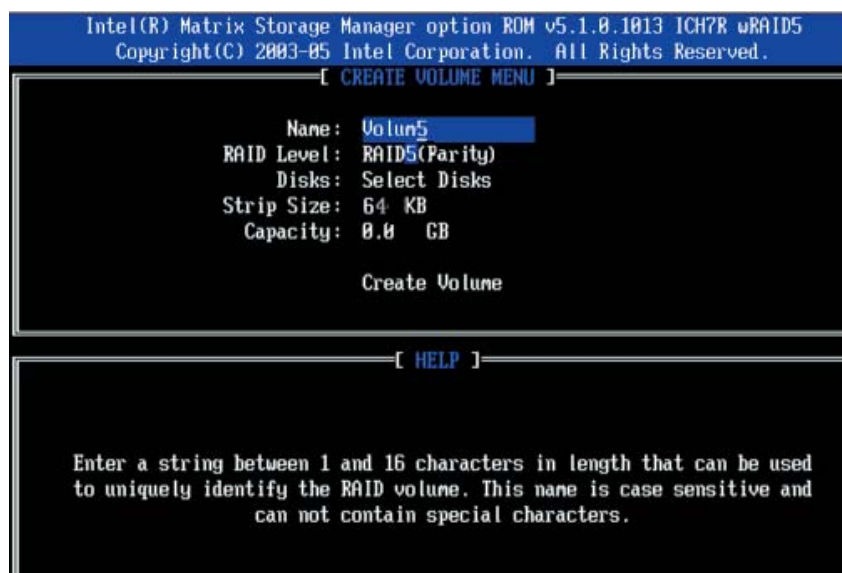 Intel(R) Matrix Storage Manager option ROM v5.1.0.1013 ICH7R wRAID5
Copyright(C) 2003-05 Intel Corporation. All Rights Reserved.
[ CREATE VOLUME MENU ]
Name: Volum5
RAID Level: RAID5(Parity)
Disks: Select Disks
Strip Size: 64 KB
Capacity: 0.0 GB
Create Volume
[ HELP ]
Enter a string between 1 and 16 characters in length that can be used
to uniquely identify the RAID volume. This name is case sensitive and
can not contain special characters.